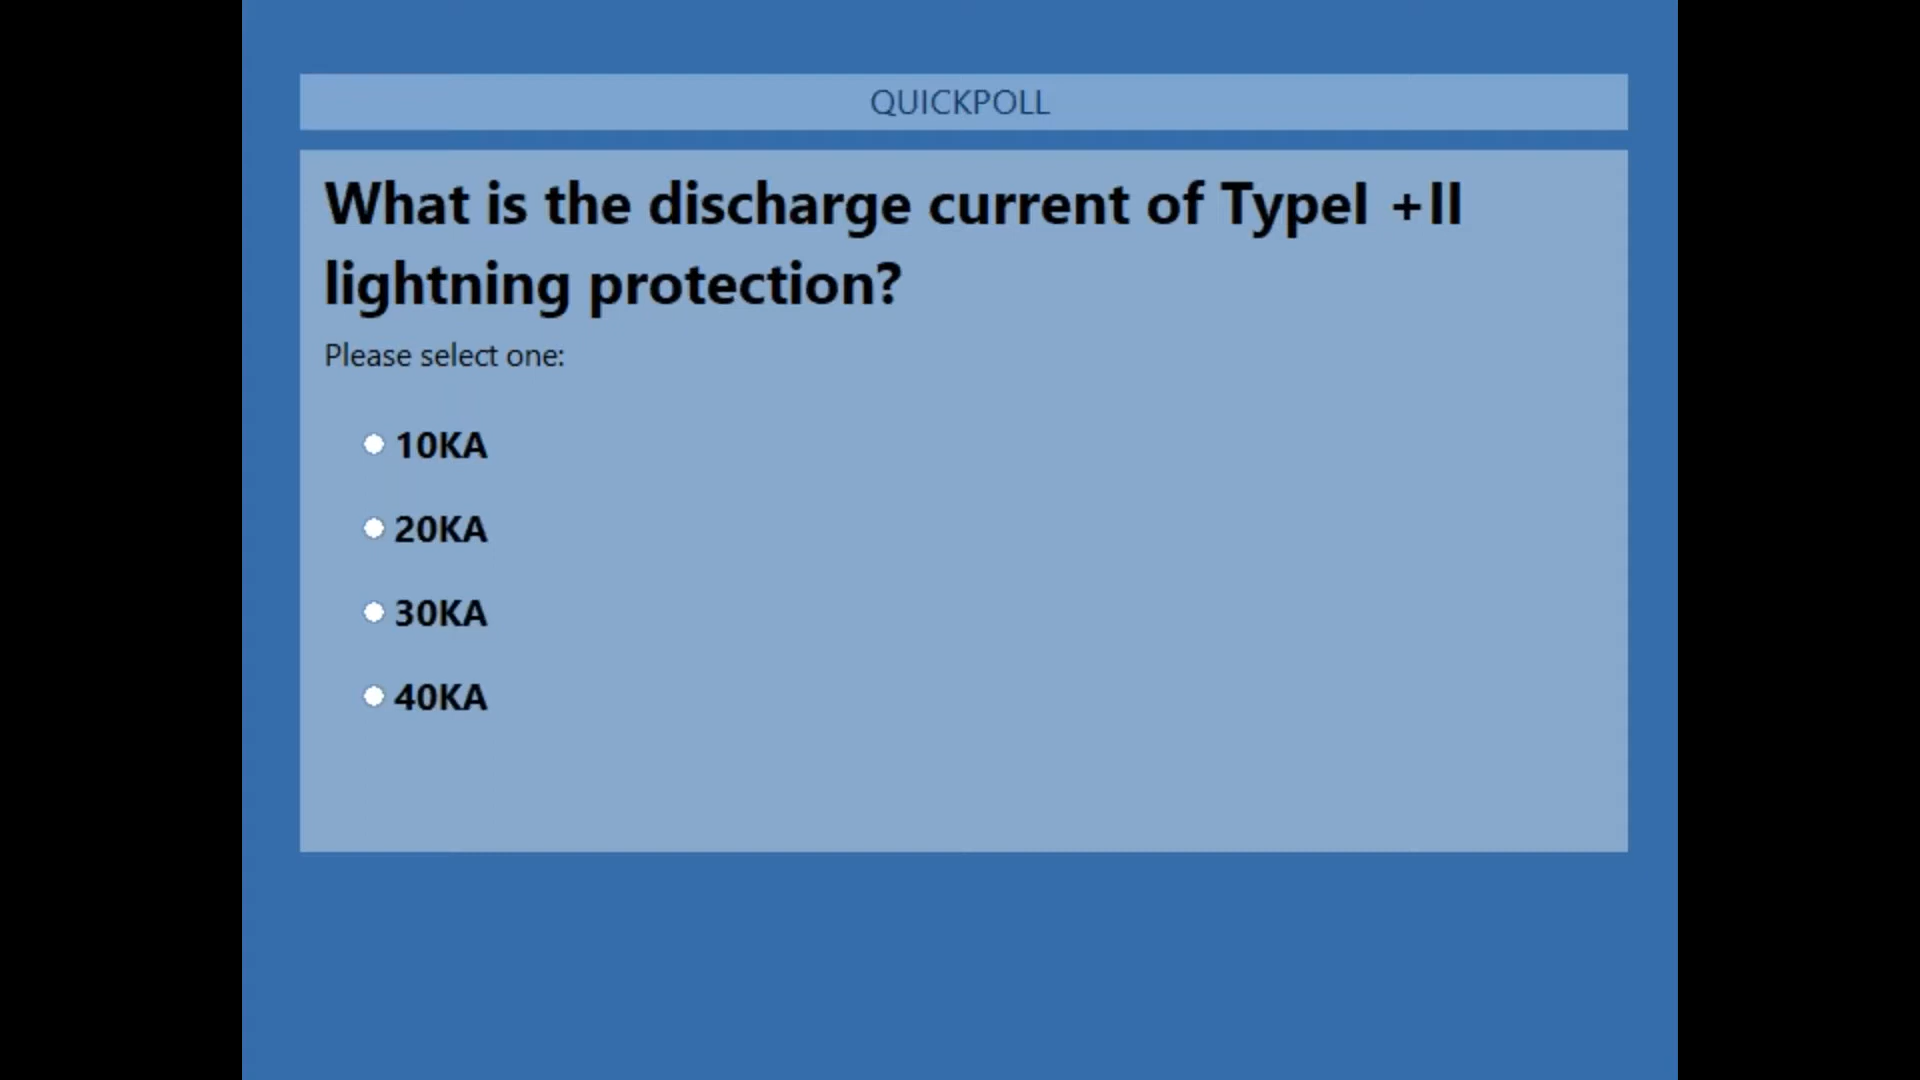 QUICKPOLL
What is the discharge current of TypeI +II
lightning protection?
Please select one:
10KA
20KA
30KA
40KA